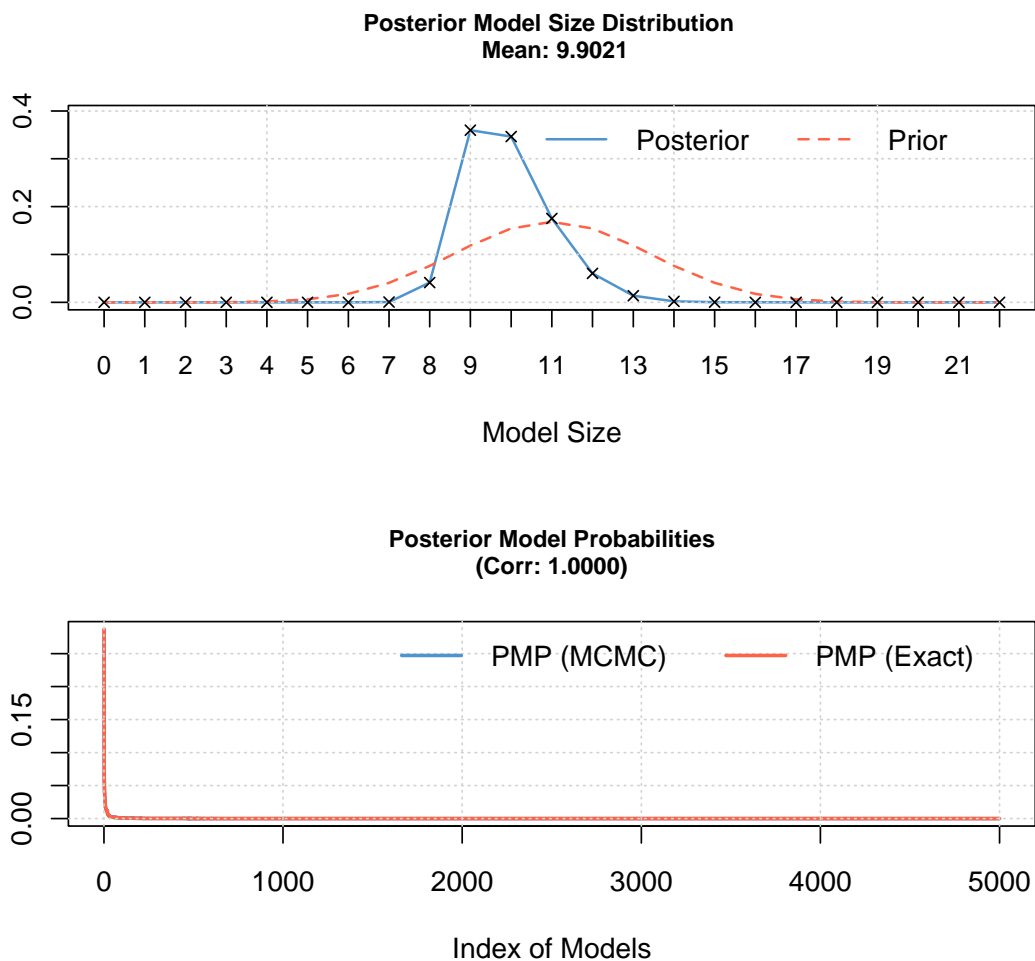 Posterior Model Size Distribution
Mean: 9.9021
0.4
0.2
0.0
Posterior
Prior
0 1 2 3 4 5 6 7 8 9 11 13 15 17 19 21
Model Size
Posterior Model Probabilities
(Corr: 1.0000)
0.15
0.00
PMP (MCMC)
PMP (Exact)
0 1000 2000 3000 4000 5000
Index of Models